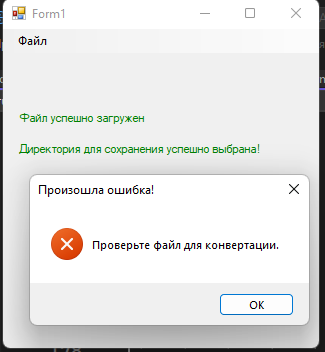 Form1
Файл
Файл успешно загружен
Директория для сохранения успешно выбрана!
Произошла ошибка!
Проверьте файл для конвертации.
OK